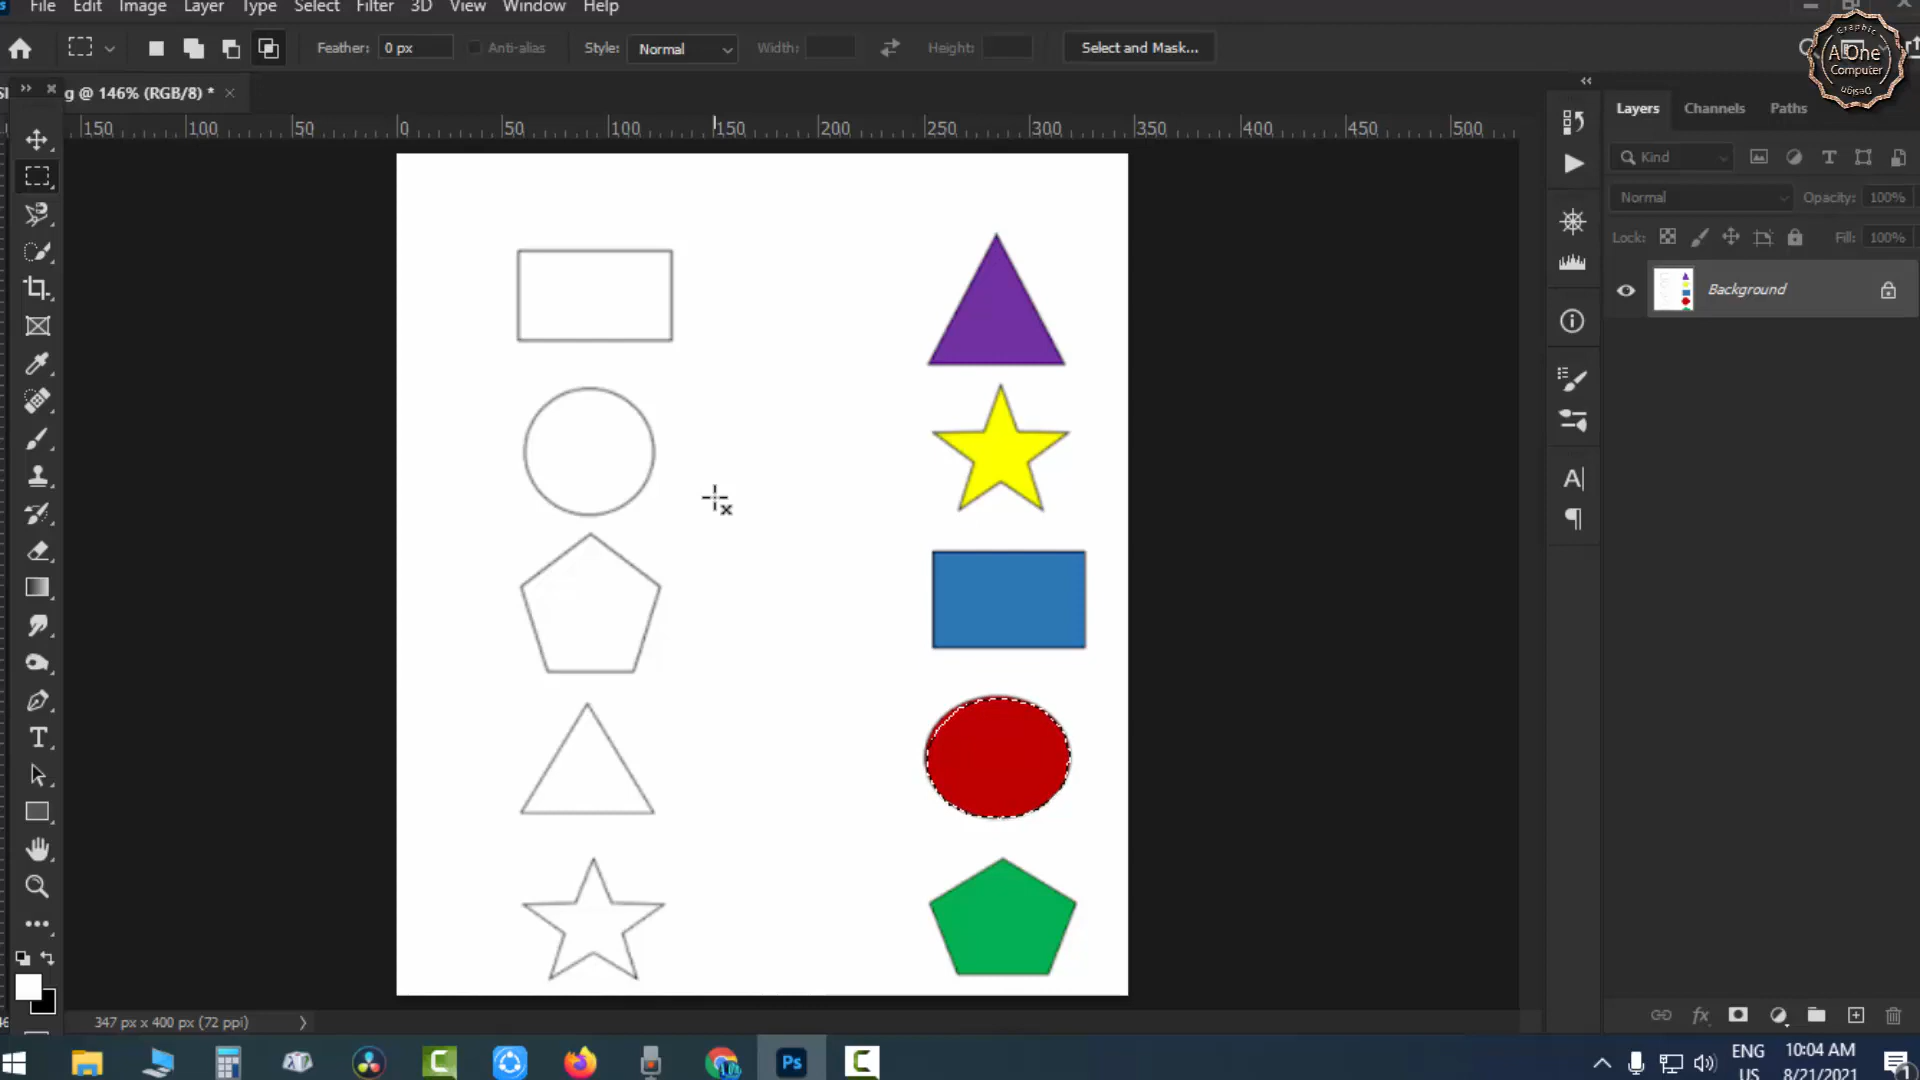 File Edit Image Layer Type Select Filter 3D View Window Help
Feather: 0 px Anti-alias Style: Normal Width: Height: Select and Mask...
Graphic
A One
Computer
Design
g @ 146% (RGB/8) * ×
150 100 50 0 50 100 150 200 250 300 350 400 450 500
Layers Channels Paths
Kind
Normal Opacity: 100%
Lock: Fill: 100%
Background
347 px x 400 px (72 ppi)
ENG
US
10:04 AM
8/21/2021